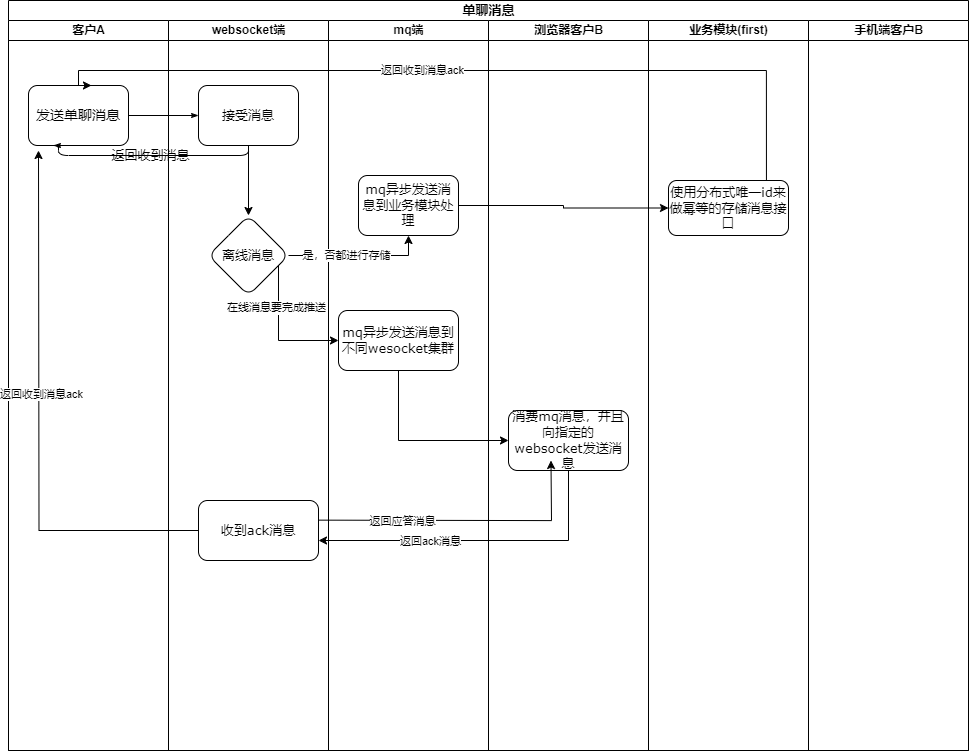 单聊消息
客户A
websocket端
mq端
浏览器客户B
业务模块(first)
手机端客户B
返回收到消息ack
发送单聊消息
接受消息
返回收到消息
mq异步发送消
息到业务模块处
理
使用分布式唯一id来
做幂等的存储消息接
口
离线消息
是，否都进行存储
在线消息要完成推送
mq异步发送消息到
不同wesocket集群
返回收到消息ack
消费mq消息，并且
向指定的
websocket发送消
息
收到ack消息
返回应答消息
返回ack消息